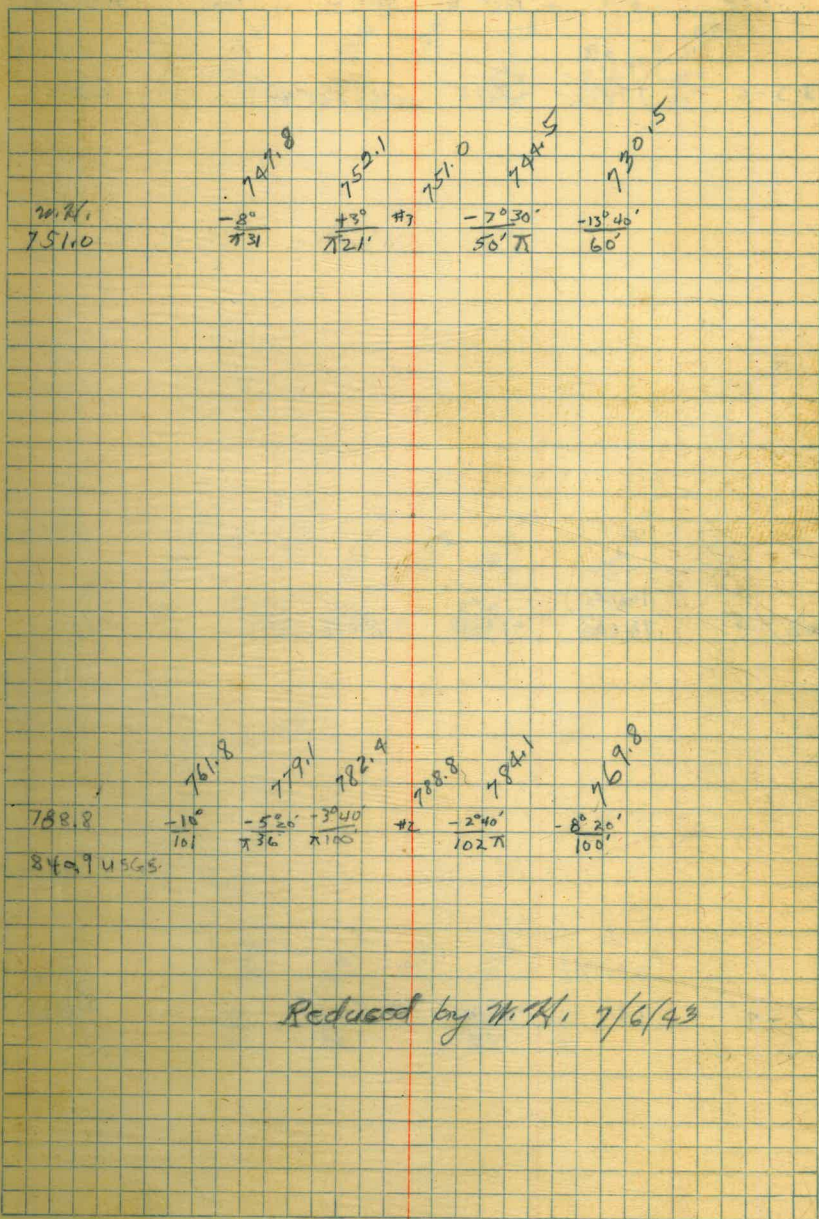 747.8 752.1 751.0 744.5 730.5
W.H. -8° +3° #7 -7°30' -13°40'
751.0 π31 π21' 50'π 60'
761.8 779.1 782.4 788.8 784.1 769.8
788.8 -10° -5°20' -3°40' #2 -2°40' -8°20'
101 π36' π100' 102π 100'
840.9 USGS.
Reduced by W.H. 7/6/43